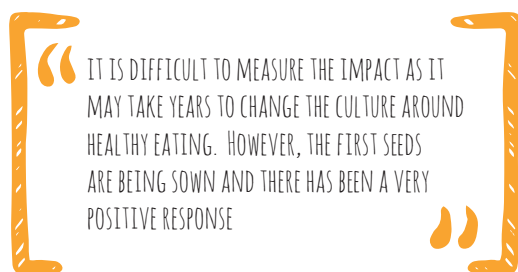 “ IT IS DIFFICULT TO MEASURE THE IMPACT AS IT
MAY TAKE YEARS TO CHANGE THE CULTURE AROUND
HEALTHY EATING. HOWEVER, THE FIRST SEEDS
ARE BEING SOWN AND THERE HAS BEEN A VERY
POSITIVE RESPONSE ”